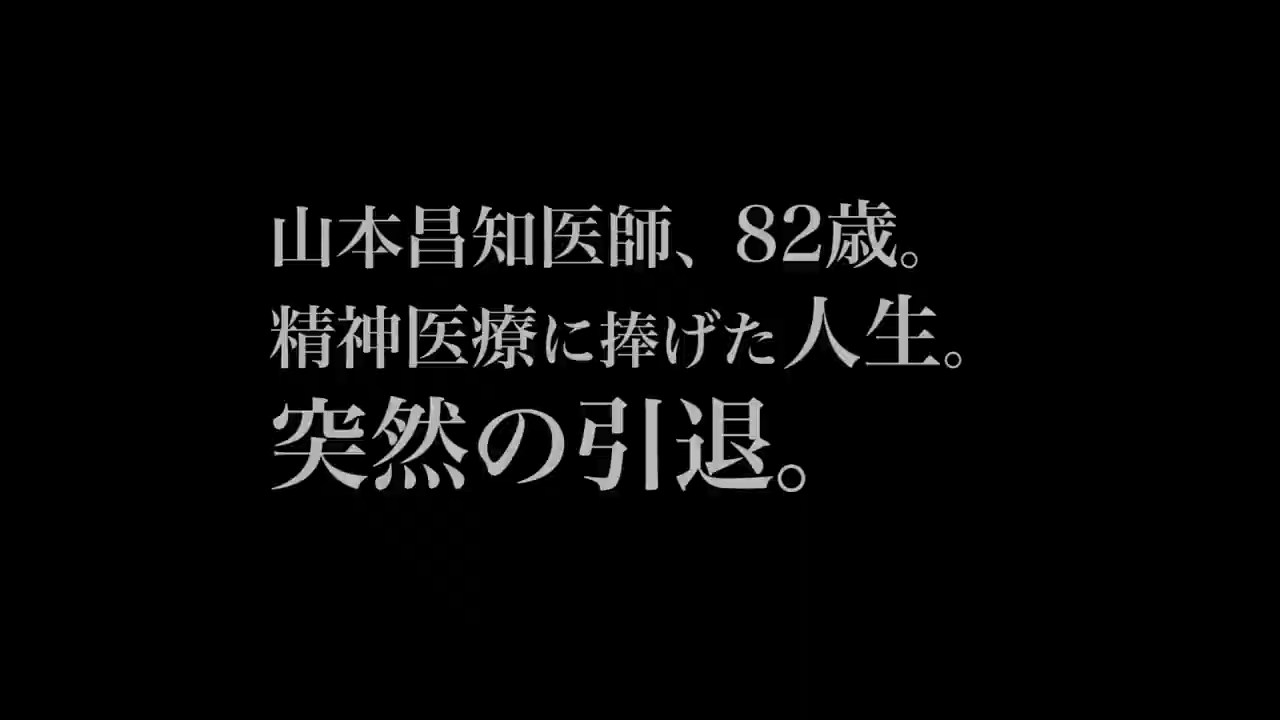 山本昌知医師、82歳。
精神医療に捧げた人生。
突然の引退。